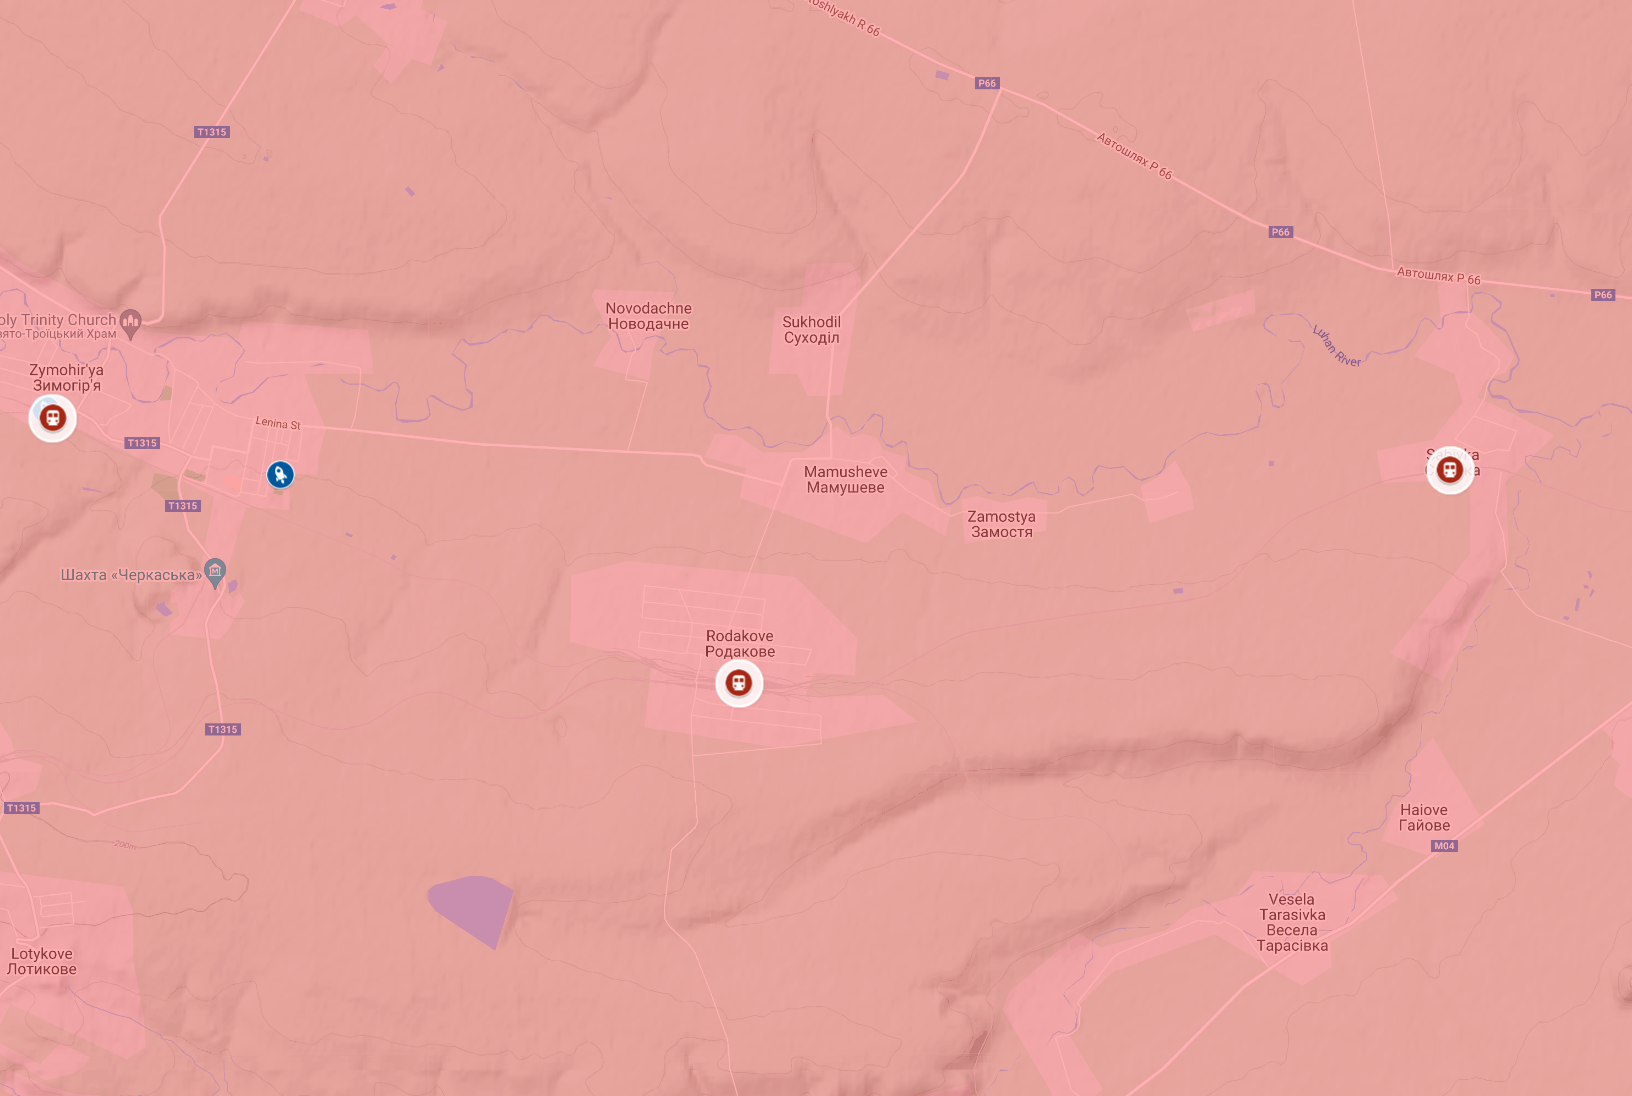 oshlyakh R 66
P66
T1315
Автошлях Р 66
P66
Автошлях Р 66
P66
Novodachne
Новодачне
Sukhodil
Суходіл
oly Trinity Church
вято-Троїцький Храм
Luhan River
Zymohir'ya
Зимогір'я
Lenina St
T1315
Mamusheve
Мамушеве
T1315
Zamostya
Замостя
Шахта «Черкаська»
Rodakove
Родакове
T1315
T1315
Haiove
Гайове
M04
200m
Vesela
Tarasivka
Весела
Тарасівка
Lotykove
Лотикове